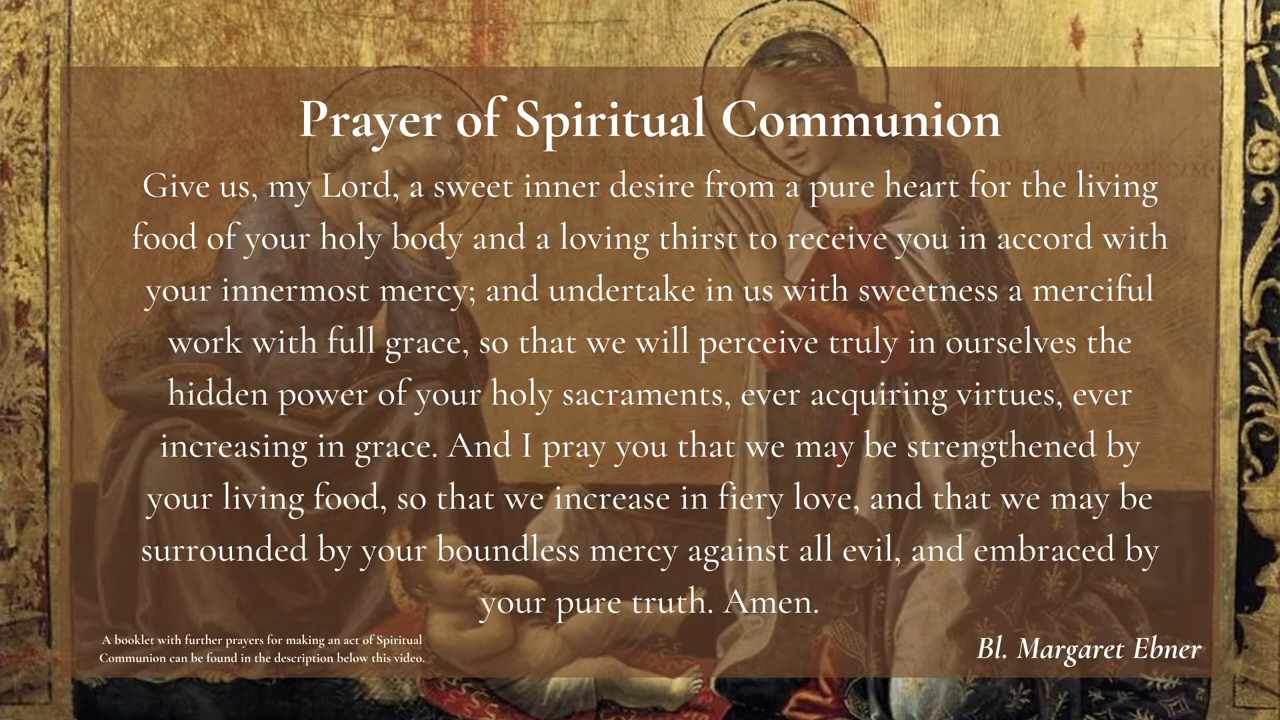 Prayer of Spiritual Communion
Give us, my Lord, a sweet inner desire from a pure heart for the living
food of your holy body and a loving thirst to receive you in accord with
your innermost mercy; and undertake in us with sweetness a merciful
work with full grace, so that we will perceive truly in ourselves the
hidden power of your holy sacraments, ever acquiring virtues, ever
increasing in grace. And I pray you that we may be strengthened by
your living food, so that we increase in fiery love, and that we may be
surrounded by your boundless mercy against all evil, and embraced by
your pure truth. Amen.
A booklet with further prayers for making an act of Spiritual
Communion can be found in the description below this video.
Bl. Margaret Ebner